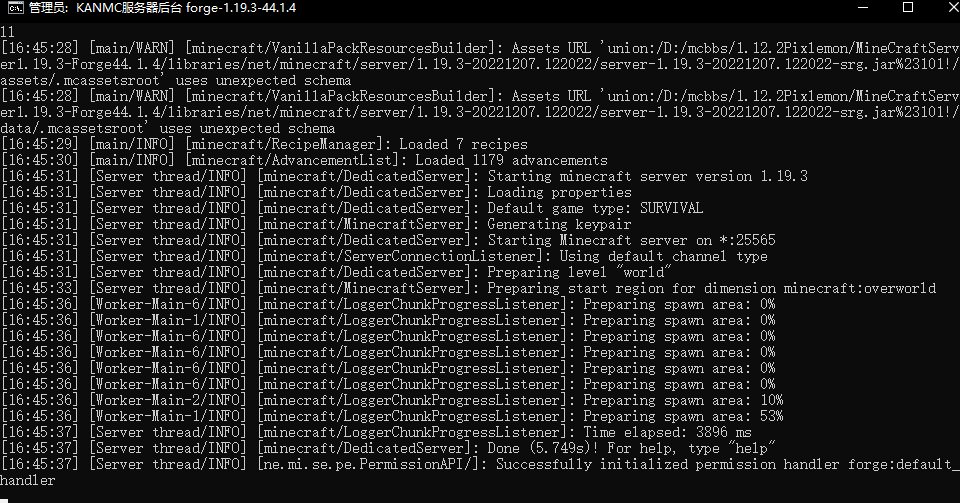 管理员: KANMC服务器后台 forge-1.19.3-44.1.4
11
[16:45:28] [main/WARN] [minecraft/VanillaPackResourcesBuilder]: Assets URL 'union:/D:/mcbbs/1.12.2Pixlemon/MineCraftServ
er1.19.3-Forge44.1.4/libraries/net/minecraft/server/1.19.3-20221207.122022/server-1.19.3-20221207.122022-srg.jar%23101!/
assets/.mcassetsroot' uses unexpected schema
[16:45:28] [main/WARN] [minecraft/VanillaPackResourcesBuilder]: Assets URL 'union:/D:/mcbbs/1.12.2Pixlemon/MineCraftServ
er1.19.3-Forge44.1.4/libraries/net/minecraft/server/1.19.3-20221207.122022/server-1.19.3-20221207.122022-srg.jar%23101!/
data/.mcassetsroot' uses unexpected schema
[16:45:29] [main/INFO] [minecraft/RecipeManager]: Loaded 7 recipes
[16:45:30] [main/INFO] [minecraft/AdvancementList]: Loaded 1179 advancements
[16:45:31] [Server thread/INFO] [minecraft/DedicatedServer]: Starting minecraft server version 1.19.3
[16:45:31] [Server thread/INFO] [minecraft/DedicatedServer]: Loading properties
[16:45:31] [Server thread/INFO] [minecraft/DedicatedServer]: Default game type: SURVIVAL
[16:45:31] [Server thread/INFO] [minecraft/MinecraftServer]: Generating keypair
[16:45:31] [Server thread/INFO] [minecraft/DedicatedServer]: Starting Minecraft server on *:25565
[16:45:31] [Server thread/INFO] [minecraft/ServerConnectionListener]: Using default channel type
[16:45:31] [Server thread/INFO] [minecraft/DedicatedServer]: Preparing level "world"
[16:45:33] [Server thread/INFO] [minecraft/MinecraftServer]: Preparing start region for dimension minecraft:overworld
[16:45:36] [Worker-Main-6/INFO] [minecraft/LoggerChunkProgressListener]: Preparing spawn area: 0%
[16:45:36] [Worker-Main-1/INFO] [minecraft/LoggerChunkProgressListener]: Preparing spawn area: 0%
[16:45:36] [Worker-Main-6/INFO] [minecraft/LoggerChunkProgressListener]: Preparing spawn area: 0%
[16:45:36] [Worker-Main-6/INFO] [minecraft/LoggerChunkProgressListener]: Preparing spawn area: 0%
[16:45:36] [Worker-Main-6/INFO] [minecraft/LoggerChunkProgressListener]: Preparing spawn area: 0%
[16:45:36] [Worker-Main-6/INFO] [minecraft/LoggerChunkProgressListener]: Preparing spawn area: 0%
[16:45:36] [Worker-Main-2/INFO] [minecraft/LoggerChunkProgressListener]: Preparing spawn area: 10%
[16:45:36] [Worker-Main-1/INFO] [minecraft/LoggerChunkProgressListener]: Preparing spawn area: 53%
[16:45:37] [Server thread/INFO] [minecraft/LoggerChunkProgressListener]: Time elapsed: 3896 ms
[16:45:37] [Server thread/INFO] [minecraft/DedicatedServer]: Done (5.749s)! For help, type "help"
[16:45:37] [Server thread/INFO] [ne.mi.se.pe.PermissionAPI/]: Successfully initialized permission handler forge:default_
handler